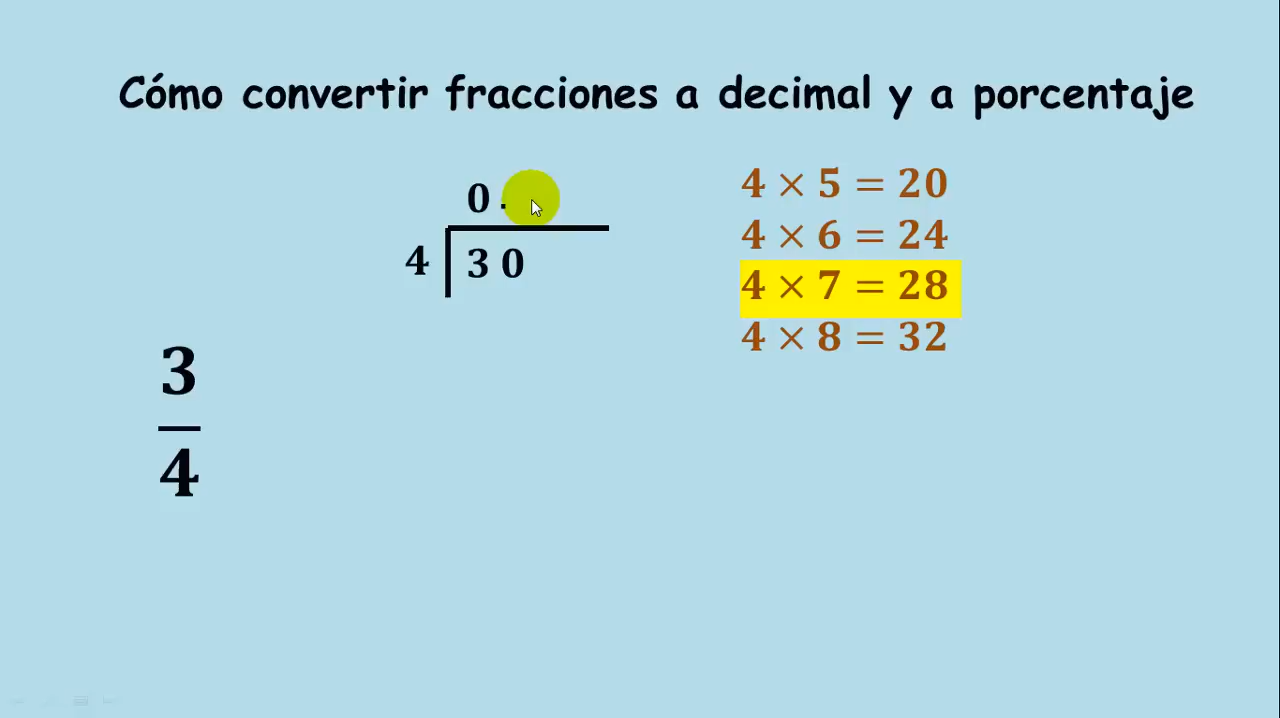 Cómo convertir fracciones a decimal y a porcentaje
0 .
4 3 0
4 × 5 = 20
4 × 6 = 24
4 × 7 = 28
4 × 8 = 32
3
4